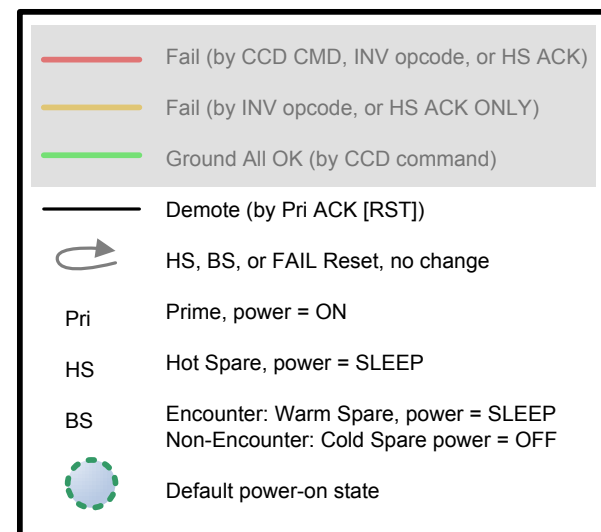 Fail (by CCD CMD, INV opcode, or HS ACK)
Fail (by INV opcode, or HS ACK ONLY)
Ground All OK (by CCD command)
Demote (by Pri ACK [RST])
HS, BS, or FAIL Reset, no change
Pri Prime, power = ON
HS Hot Spare, power = SLEEP
BS Encounter: Warm Spare, power = SLEEP
Non-Encounter: Cold Spare power = OFF
Default power-on state